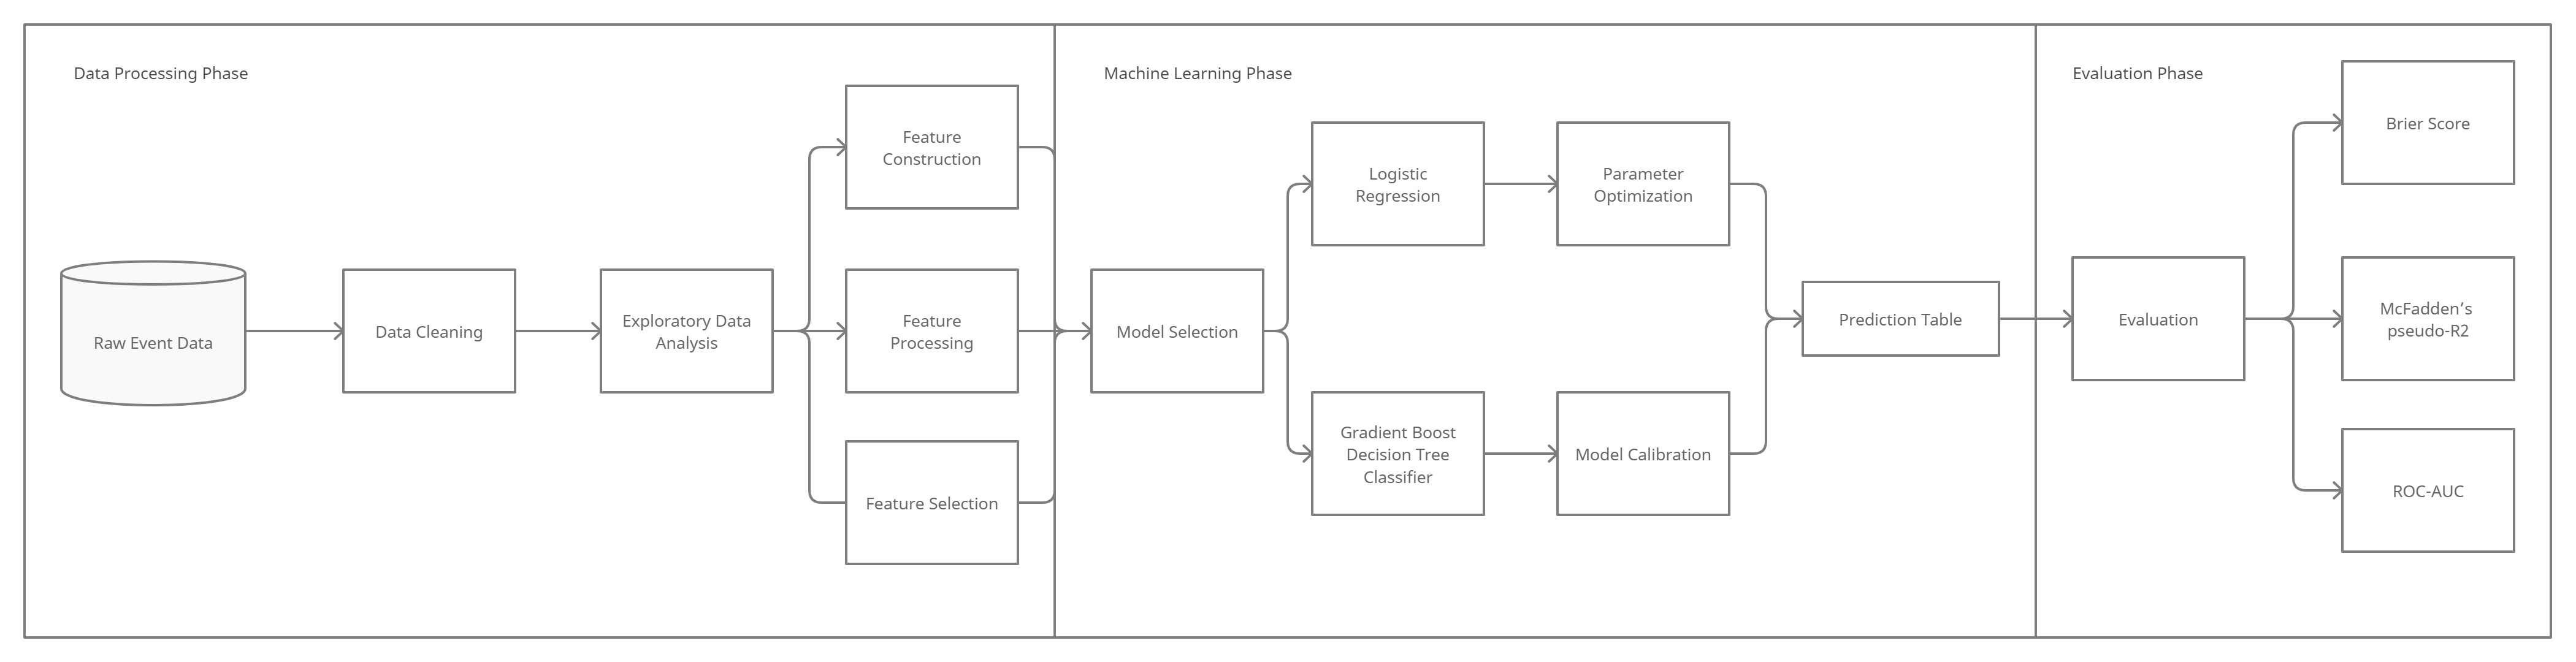 Data Processing Phase
Raw Event Data
Data Cleaning
Exploratory Data
Analysis
Feature
Construction
Feature
Processing
Feature Selection
Machine Learning Phase
Model Selection
Logistic
Regression
Parameter
Optimization
Gradient Boost
Decision Tree
Classifier
Model Calibration
Prediction Table
Evaluation Phase
Evaluation
Brier Score
McFadden’s
pseudo-R2
ROC-AUC